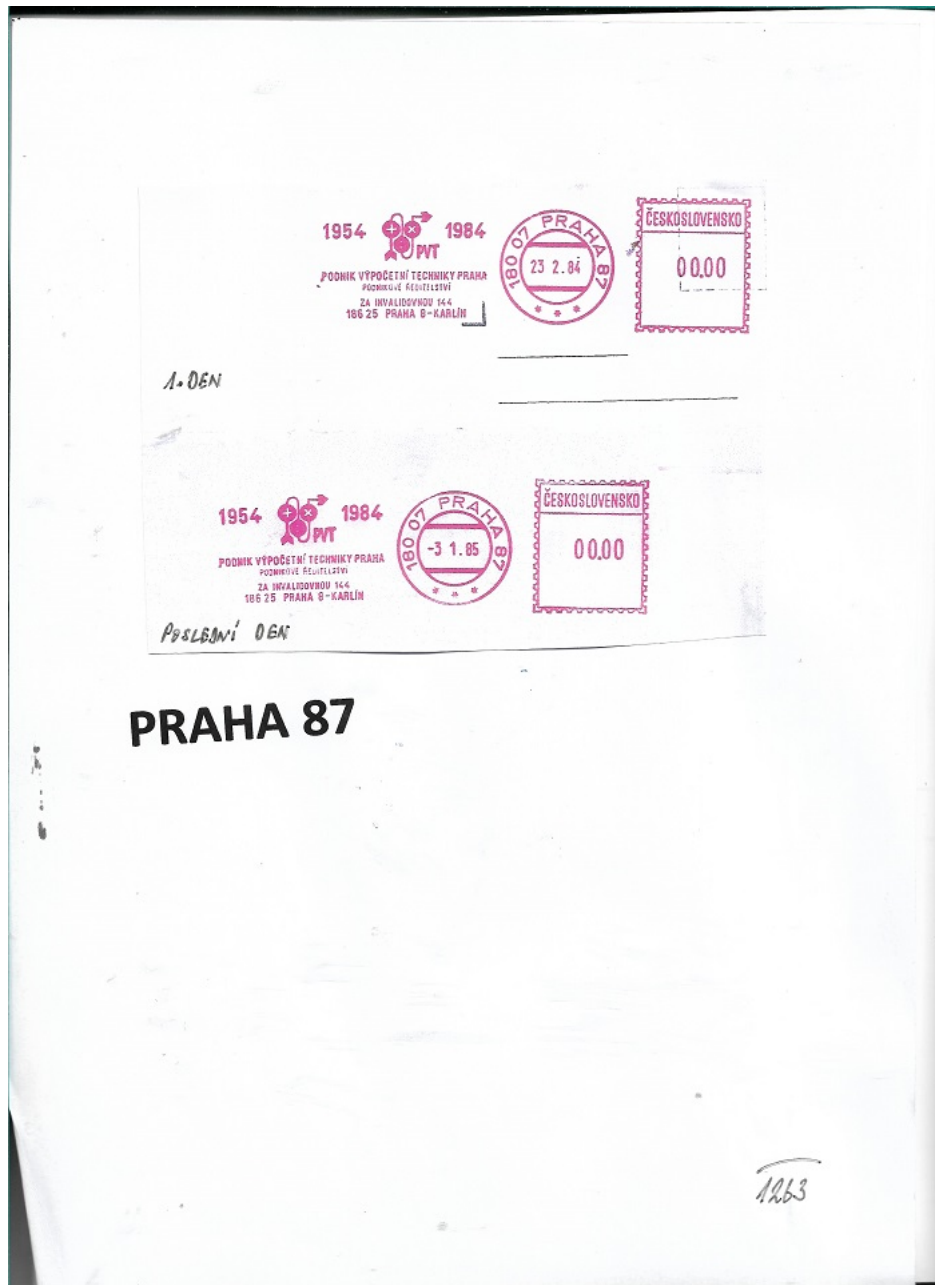 1954 1984
PVT
PODNIK VÝPOČETNÍ TECHNIKY PRAHA
PODNIKOVÉ ŘEDITELSTVÍ
ZA INVALIDOVNOU 144
186 25 PRAHA 8-KARLÍN
180 07 PRAHA 87
23 2.84
ČESKOSLOVENSKO
00.00
1. DEN
1954 1984
PVT
PODNIK VÝPOČETNÍ TECHNIKY PRAHA
PODNIKOVÉ ŘEDITELSTVÍ
ZA INVALIDOVNOU 144
186 25 PRAHA 8-KARLÍN
180 07 PRAHA 87
-3 1.85
ČESKOSLOVENSKO
00.00
POSLEDNÍ DEN
PRAHA 87
1263